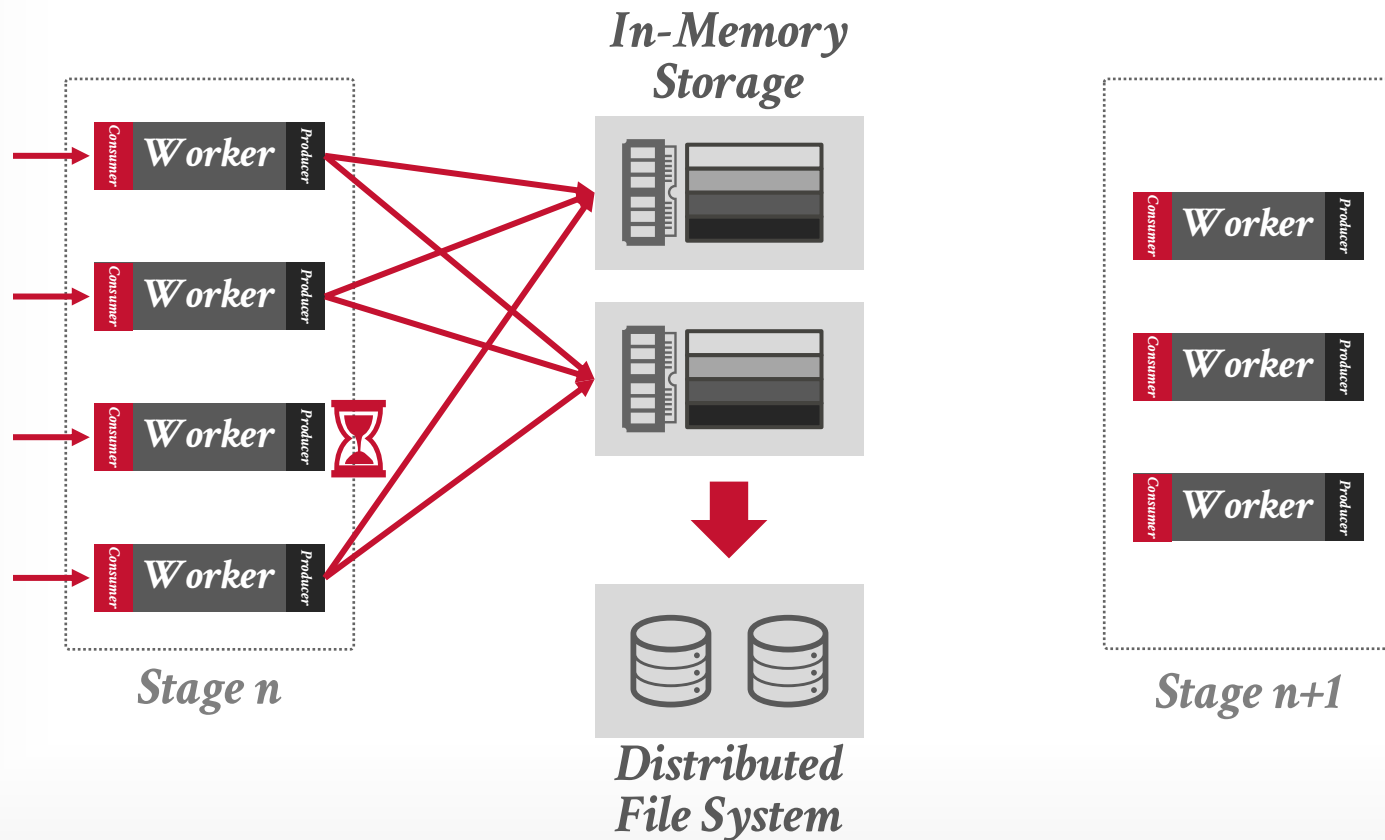 In-Memory
Storage
Consumer
Worker
Producer
Consumer
Worker
Producer
Consumer
Worker
Producer
Consumer
Worker
Producer
Stage n
Distributed
File System
Consumer
Worker
Producer
Consumer
Worker
Producer
Consumer
Worker
Producer
Stage n+1